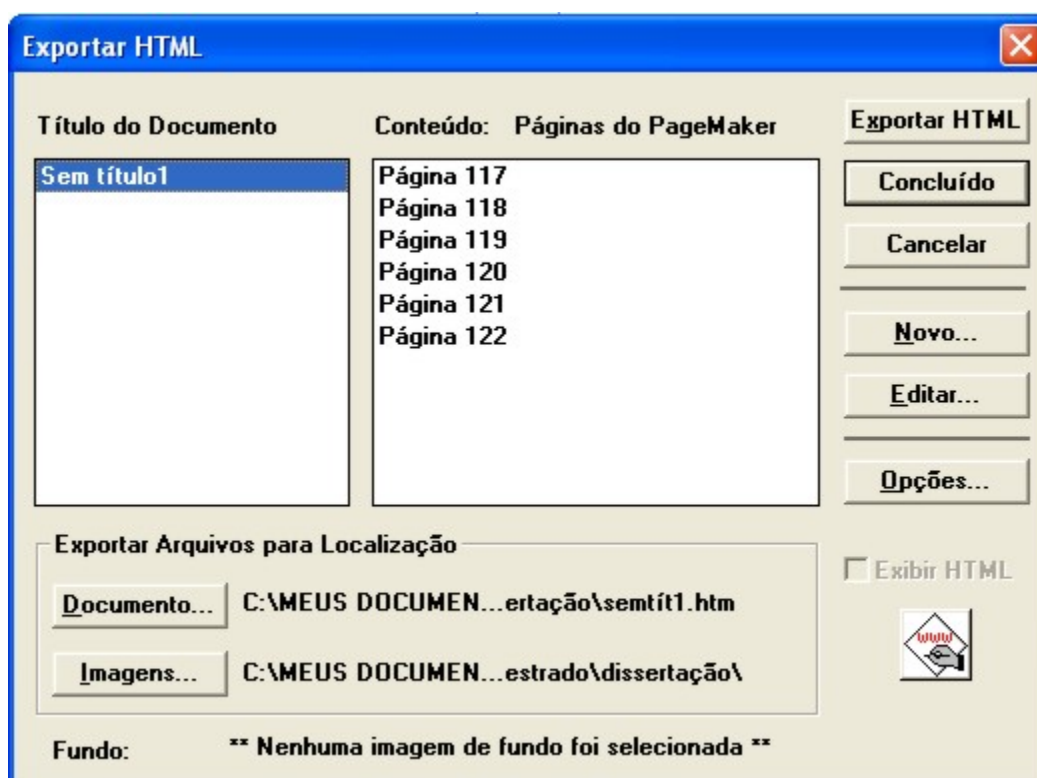 Exportar HTML
Título do Documento
Conteúdo: Páginas do PageMaker
Exportar HTML
Sem título1
Página 117
Página 118
Página 119
Página 120
Página 121
Página 122
Concluído
Cancelar
Novo...
Editar...
Opções...
Exportar Arquivos para Localização
Documento... C:\MEUS DOCUMEN...ertação\semtít1.htm
Imagens... C:\MEUS DOCUMEN...estrado\dissertação\
Exibir HTML
www
Fundo: ** Nenhuma imagem de fundo foi selecionada **